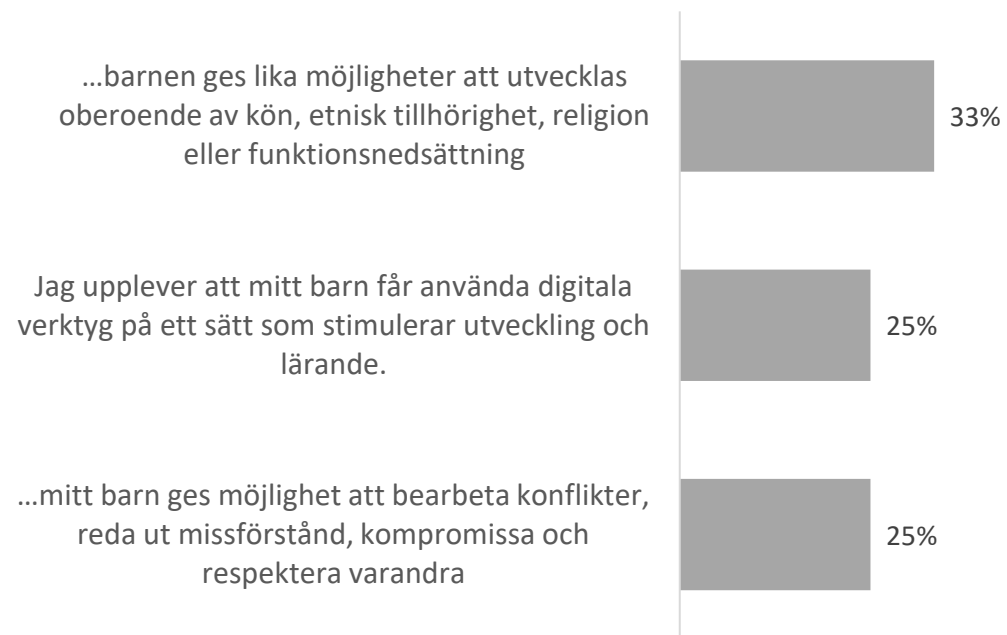 …barnen ges lika möjligheter att utvecklas
oberoende av kön, etnisk tillhörighet, religion
eller funktionsnedsättning
33%
Jag upplever att mitt barn får använda digitala
verktyg på ett sätt som stimulerar utveckling och
lärande.
25%
…mitt barn ges möjlighet att bearbeta konflikter,
reda ut missförstånd, kompromissa och
respektera varandra
25%